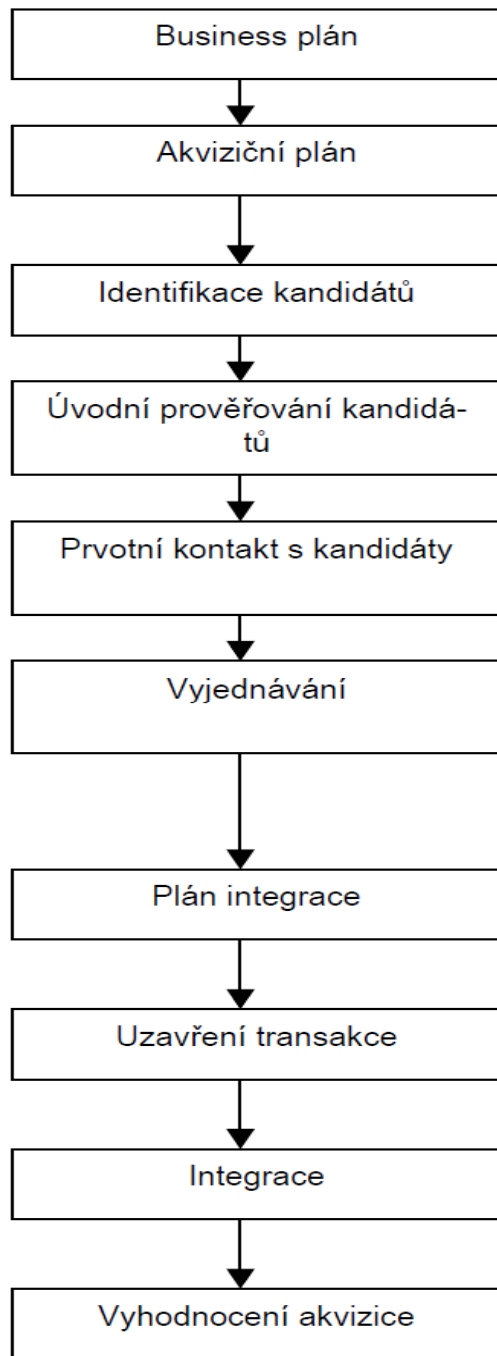 Business plán
Akviziční plán
Identifikace kandidátů
Úvodní prověřování kandidá-
tů
Prvotní kontakt s kandidáty
Vyjednávání
Plán integrace
Uzavření transakce
Integrace
Vyhodnocení akvizice